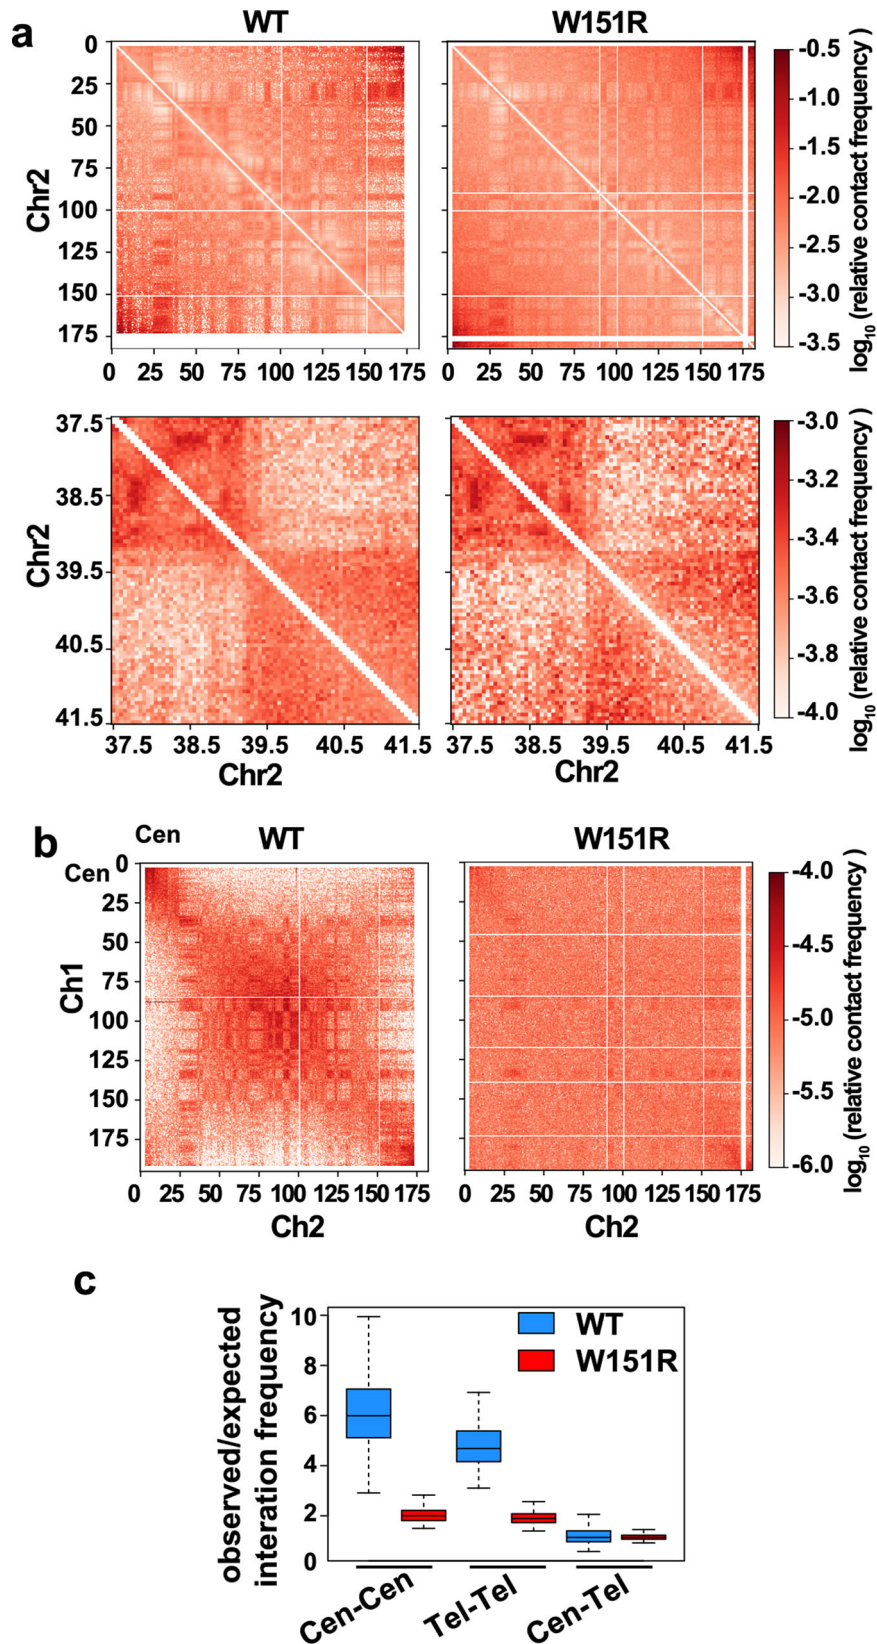 a
WT
W151R
0
25
50
75
100
125
150
175
Chr2
0 25 50 75 100 125 150 175
0 25 50 75 100 125 150 175
-0.5
-1.0
-1.5
-2.0
-2.5
-3.0
-3.5
log10 (relative contact frequency)
37.5
38.5
39.5
40.5
41.5
Chr2
37.5 38.5 39.5 40.5 41.5
Chr2
37.5 38.5 39.5 40.5 41.5
Chr2
-3.0
-3.2
-3.4
-3.6
-3.8
-4.0
log10 (relative contact frequency)
b
Cen
WT
W151R
Cen
0
25
50
75
100
125
150
175
Ch1
0 25 50 75 100 125 150 175
Ch2
0 25 50 75 100 125 150 175
Ch2
-4.0
-4.5
-5.0
-5.5
-6.0
log10 (relative contact frequency )
c
observed/expected
interation frequency
10
8
6
4
2
0
WT
W151R
Cen-Cen
Tel-Tel
Cen-Tel